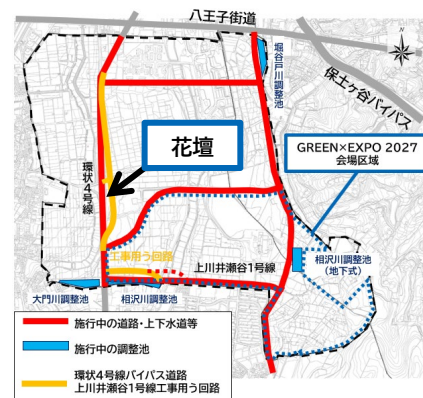 八王子街道
N
堀谷戸川調整池
保土ヶ谷バイパス
花壇
GREEN×EXPO 2027
会場区域
環状4号線
工事用う回路
上川井瀬谷1号線
相沢川調整池
(地下式)
大門川調整池
相沢川調整池
施行中の道路・上下水道等
施行中の調整池
環状4号線バイパス道路
上川井瀬谷1号線工事用う回路